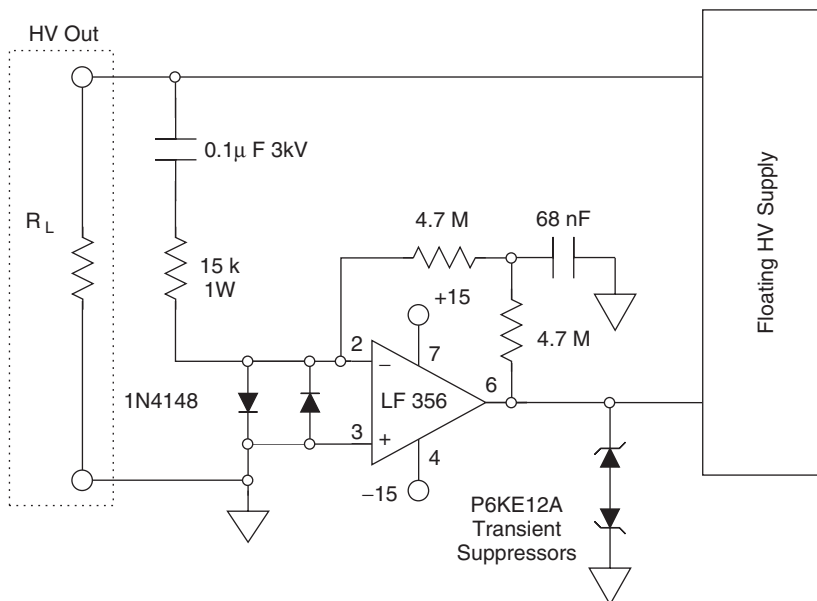 HV Out
0.1μ F 3kV
R L
15 k
1W
4.7 M
68 nF
+15
4.7 M
2
7
−
1N4148
LF 356
6
3
+
4
−15
P6KE12A
Transient
Suppressors
Floating HV Supply